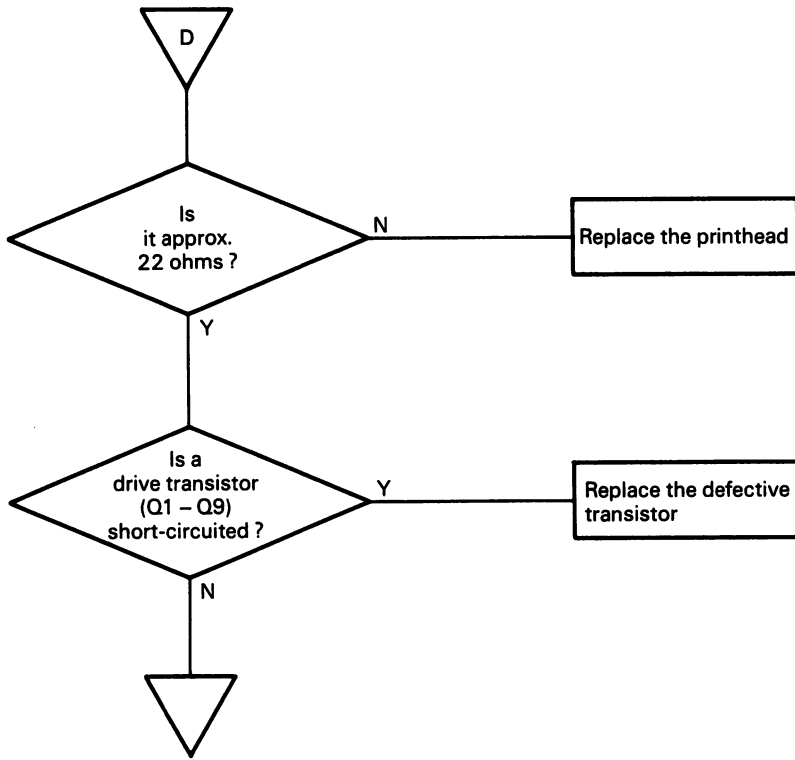 D
Is
it approx.
22 ohms ?
N
Replace the printhead
Y
Is a
drive transistor
(Q1 – Q9)
short-circuited ?
Y
Replace the defective
transistor
N